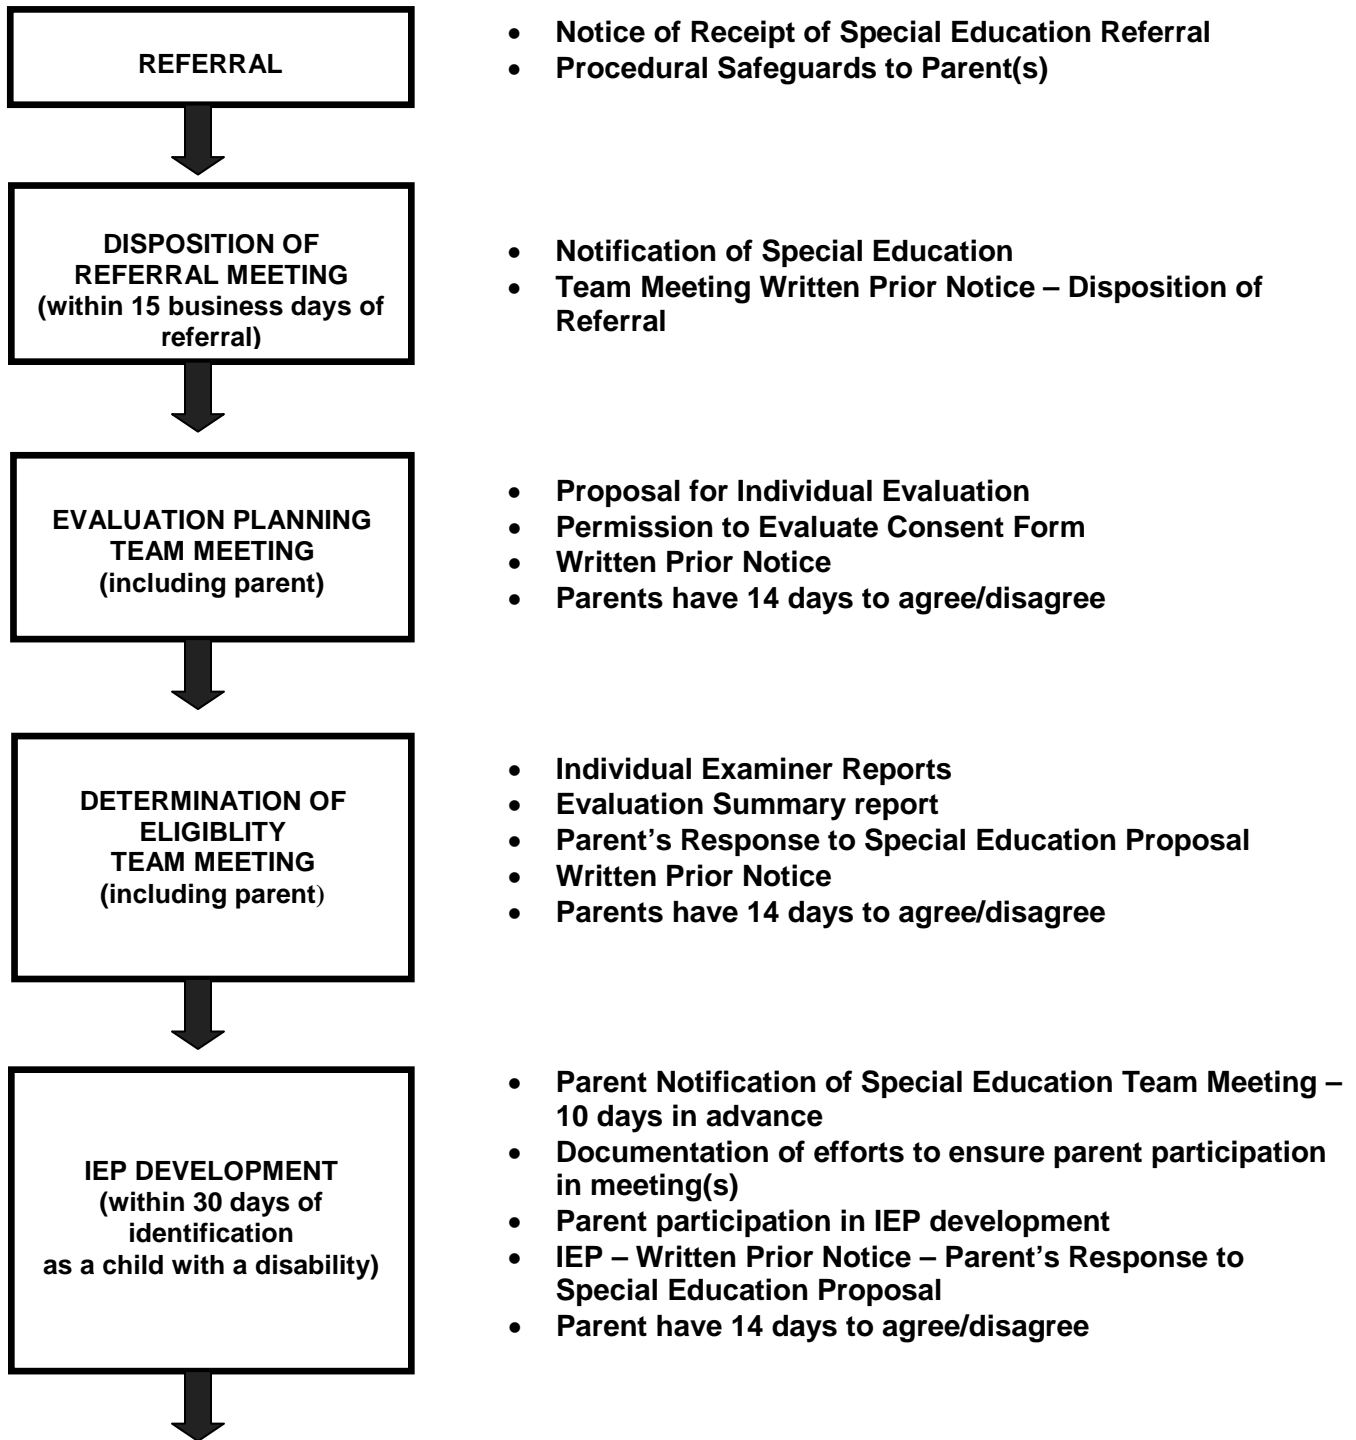 REFERRAL
• Notice of Receipt of Special Education Referral
• Procedural Safeguards to Parent(s)
DISPOSITION OF
REFERRAL MEETING
(within 15 business days of
referral)
• Notification of Special Education
• Team Meeting Written Prior Notice – Disposition of
Referral
EVALUATION PLANNING
TEAM MEETING
(including parent)
• Proposal for Individual Evaluation
• Permission to Evaluate Consent Form
• Written Prior Notice
• Parents have 14 days to agree/disagree
DETERMINATION OF
ELIGIBLITY
TEAM MEETING
(including parent)
• Individual Examiner Reports
• Evaluation Summary report
• Parent’s Response to Special Education Proposal
• Written Prior Notice
• Parents have 14 days to agree/disagree
IEP DEVELOPMENT
(within 30 days of
identification
as a child with a disability)
• Parent Notification of Special Education Team Meeting –
10 days in advance
• Documentation of efforts to ensure parent participation
in meeting(s)
• Parent participation in IEP development
• IEP – Written Prior Notice – Parent’s Response to
Special Education Proposal
• Parent have 14 days to agree/disagree